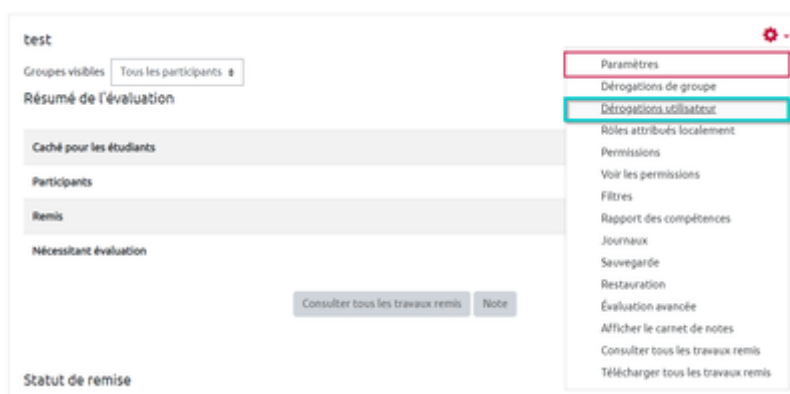 test
Groupes visibles Tous les participants
Résumé de l'évaluation
Caché pour les étudiants
Participants
Remis
Nécessitant évaluation
Consulter tous les travaux remis Note
Statut de remise
Paramètres
Dérogations de groupe
Dérogations utilisateur
Rôles attribués localement
Permissions
Voir les permissions
Filtres
Rapport des compétences
Journaux
Sauvegarde
Restauration
Évaluation avancée
Afficher le carnet de notes
Consulter tous les travaux remis
Télécharger tous les travaux remis